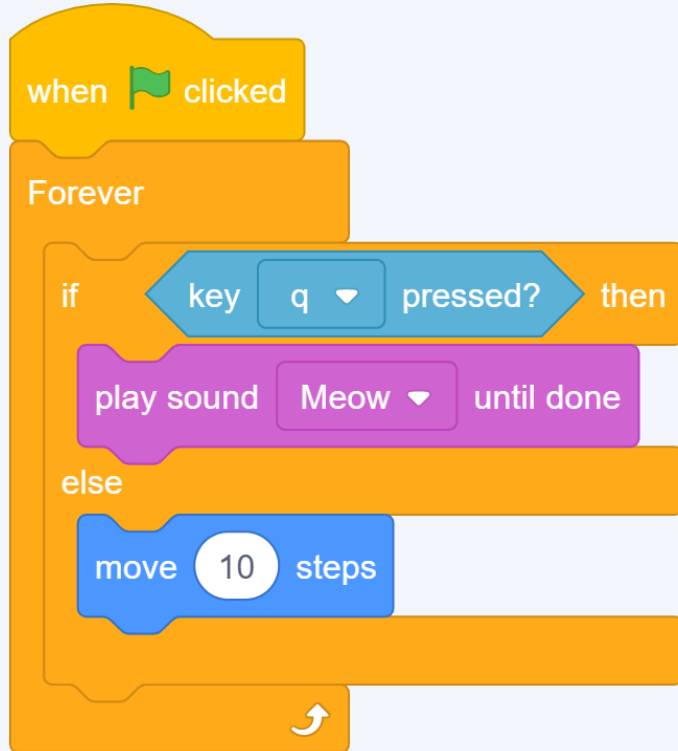 when clicked
Forever
if key q pressed? then
play sound Meow until done
else
move 10 steps